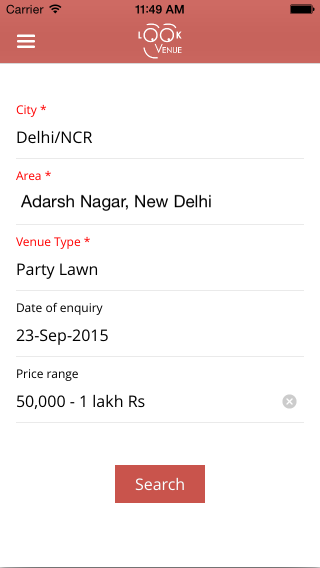 Carrier 11:49 AM
LOOK
VENUE
City *
Delhi/NCR
Area *
Adarsh Nagar, New Delhi
Venue Type *
Party Lawn
Date of enquiry
23-Sep-2015
Price range
50,000 - 1 lakh Rs
Search